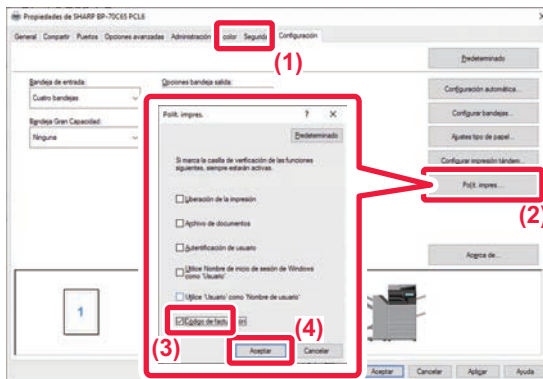 Propiedades de SHARP BP-70C65 PCL6
General Compartir Puertos Opciones avanzadas Administración color Seguridad Configuración
(1)
Predeterminado
Bandeja de entrada:
Opciones bandeja salida:
Cuatro bandejas
Configuración automática...
Bandeja Gran Capacidad:
Configurar bandejas...
Ninguna
Ajustes tipo de papel...
Configurar impresión tándem...
Polít. impres...
(2)
Acerca de...
Polít. impres.
? ×
Predeterminado
Si marca la casilla de verificación de las funciones
siguientes, siempre estarán activas.
Liberación de la impresión
Archivo de documentos
Autentificación de usuario
Utilice Nombre de inicio de sesión de Windows
como 'Usuario'
Utilice 'Usuario' como 'Nombre de usuario'
Código de factu ón
(3)
(4)
Aceptar Cancelar
1
Aceptar Cancelar Aplicar Ayuda